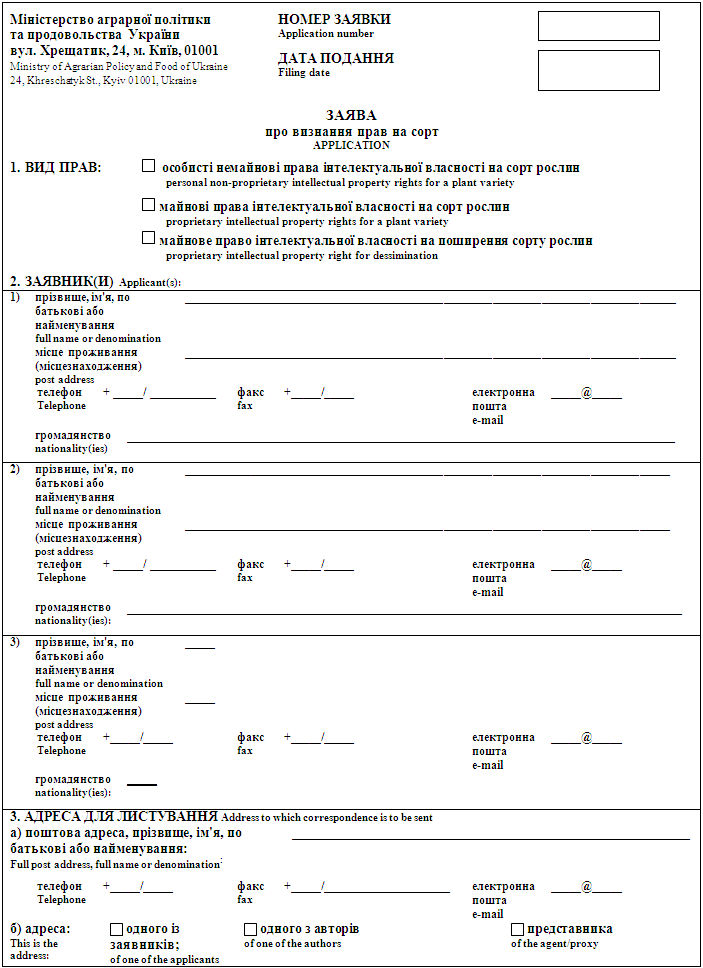 Міністерство аграрної політики
та продовольства України
вул. Хрещатик, 24, м. Київ, 01001
Ministry of Agrarian Policy and Food of Ukraine
24, Khreschatyk St., Kyiv 01001, Ukraine
НОМЕР ЗАЯВКИ
Application number
ДАТА ПОДАННЯ
Filing date
ЗАЯВА
про визнання прав на сорт
APPLICATION
1. ВИД ПРАВ: особисті немайнові права інтелектуальної власності на сорт рослин
personal non-proprietary intellectual property rights for a plant variety
майнові права інтелектуальної власності на сорт рослин
proprietary intellectual property rights for a plant variety
майнове право інтелектуальної власності на поширення сорту рослин
proprietary intellectual property right for dessimination
2. ЗАЯВНИК(И) Applicant(s):
1) прізвище, ім'я, по
батькові або
найменування
full name or denomination
місце проживання
(місцезнаходження)
post address
телефон + ____/ _________ факс +____/____ електронна ____@____
Telephone fax пошта
e-mail
громадянство
nationality(ies)
2) прізвище, ім'я, по
батькові або
найменування
full name or denomination
місце проживання
(місцезнаходження)
post address
телефон + ____/ _________ факс +____/____ електронна ____@____
Telephone fax пошта
e-mail
громадянство
nationality(ies):
3) прізвище, ім'я, по
батькові або
найменування
full name or denomination
місце проживання
(місцезнаходження)
post address
телефон +____/____ факс +____/____ електронна ____@____
Telephone fax пошта
e-mail
громадянство
nationality(ies):
3. АДРЕСА ДЛЯ ЛИСТУВАННЯ Address to which correspondence is to be sent
а) поштова адреса, прізвище, ім'я, по
батькові або найменування:
Full post address, full name or denomination:
телефон +____/____ факс +____/_________________ електронна ____@____
Telephone fax пошта
e-mail
б) адреса: одного із одного з авторів представника
This is the заявників; of one of the authors of the agent/proxy
address: of one of the applicants